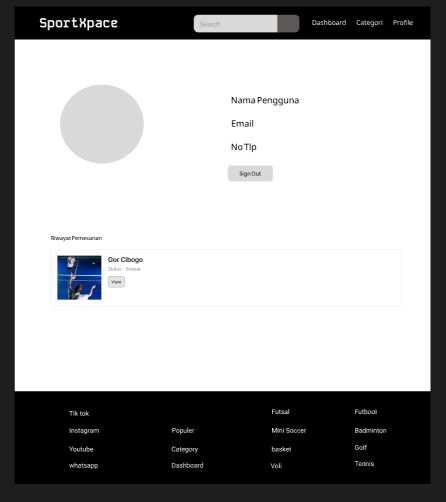 SportXpace
Search
Dashboard Categori Profile
Nama Pengguna
Email
No Tlp
Sign Out
Riwayat Pemesanan
Gor CIbogo
Status - Selesai
Futsal Futbool
Tik tok
Instagram Populer Mini Soccer Badminton
Youtube Category basket Golf
whatsapp Dashboard Voli Tennis